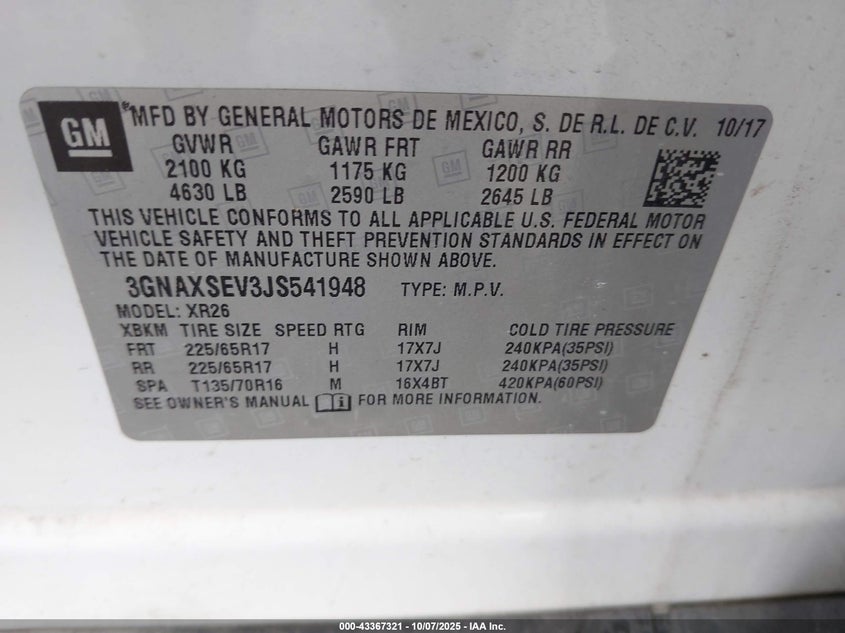 GM
®MFD BY GENERAL MOTORS DE MEXICO, S. DE R.L. DE C.V. 10/17
GVWR GAWR FRT GAWR RR
2100 KG 1175 KG 1200 KG
4630 LB 2590 LB 2645 LB
THIS VEHICLE CONFORMS TO ALL APPLICABLE U.S. FEDERAL MOTOR
VEHICLE SAFETY AND THEFT PREVENTION STANDARDS IN EFFECT ON
THE DATE OF MANUFACTURE SHOWN ABOVE.
3GNAXSEV3JS541948 TYPE: M.P.V.
MODEL: XR26
XBKM TIRE SIZE SPEED RTG RIM COLD TIRE PRESSURE
FRT 225/65R17 H 17X7J 240KPA(35PSI)
RR 225/65R17 H 17X7J 240KPA(35PSI)
SPA T135/70R16 M 16X4BT 420KPA(60PSI)
SEE OWNER'S MANUAL FOR MORE INFORMATION.
000-43367321 | 10/07/2025 - IAA Inc.